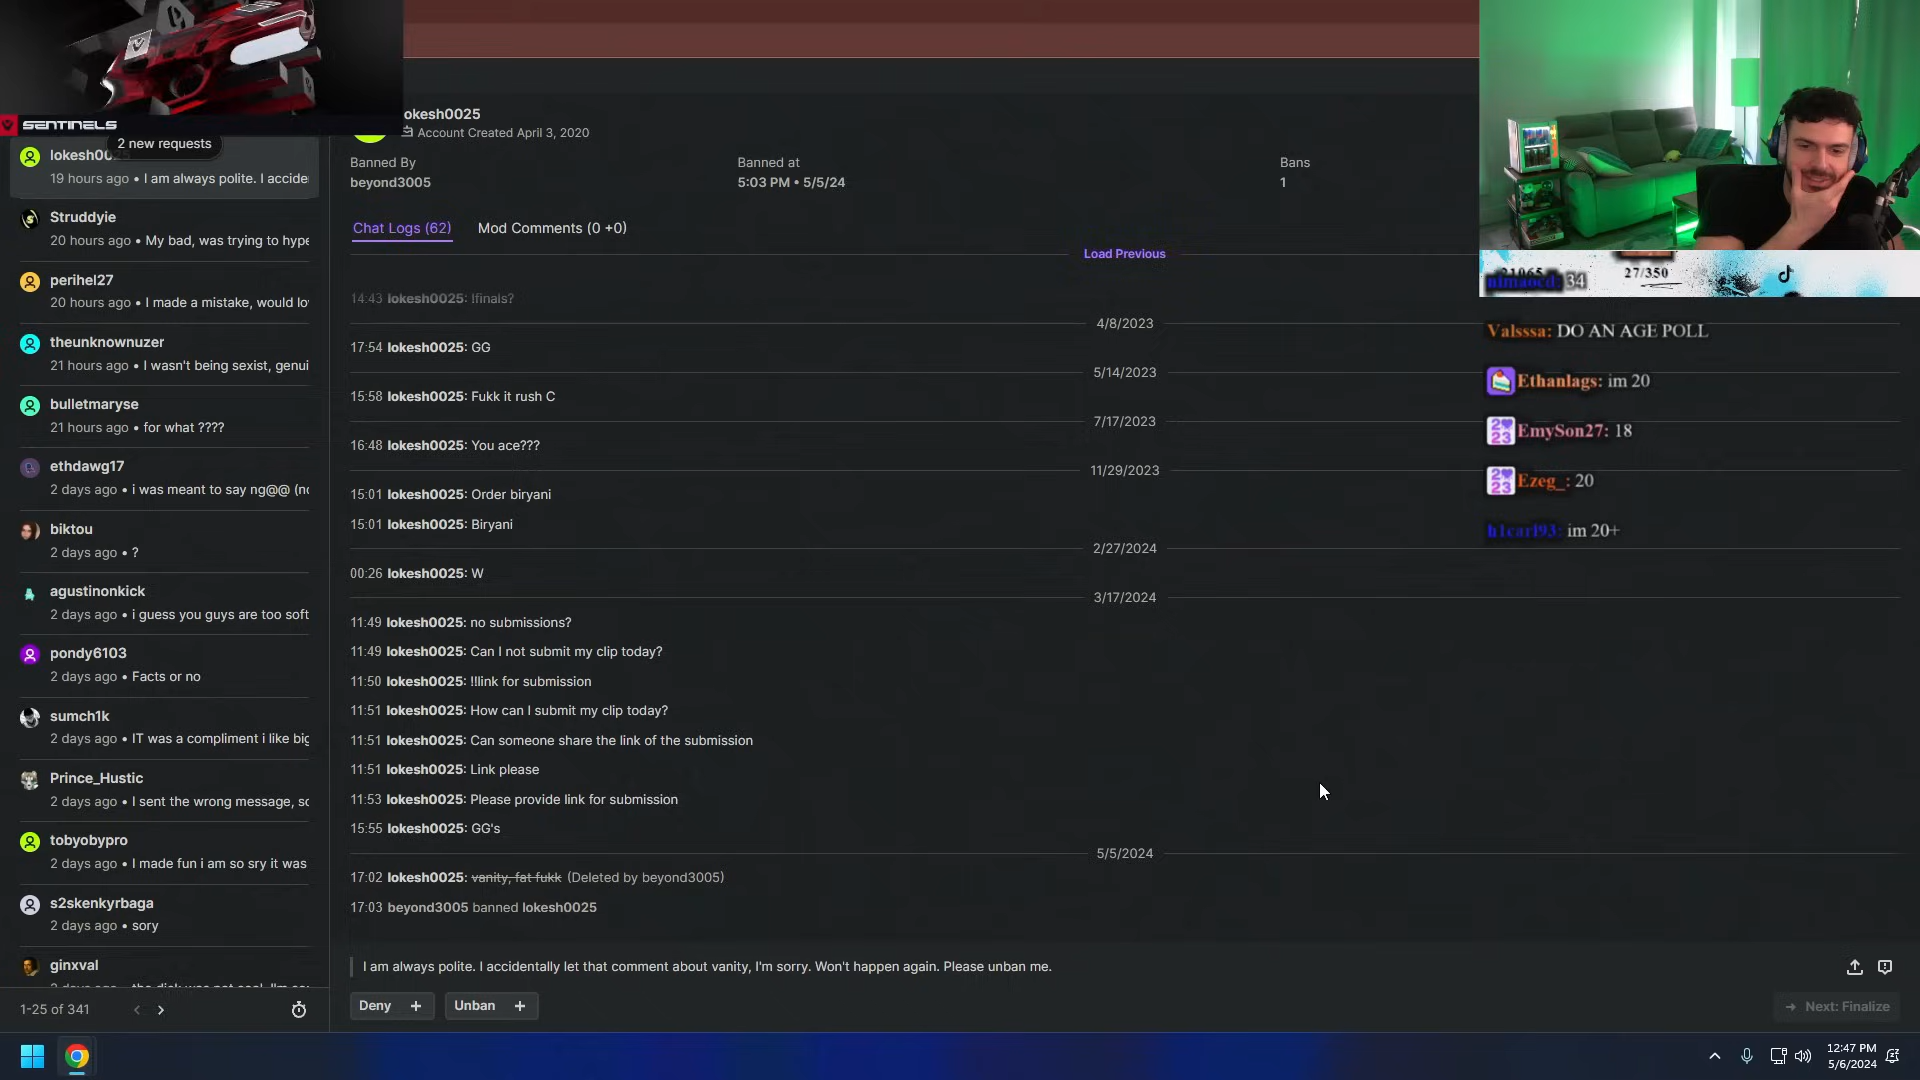 SENTINELS
2 new requests
lokesh0025
19 hours ago • I am always polite. I accide
Struddyie
20 hours ago • My bad, was trying to hype
perihel27
20 hours ago • I made a mistake, would lo
theunknownuzer
21 hours ago • I wasn't being sexist, genui
bulletmaryse
21 hours ago • for what ????
ethdawg17
2 days ago • i was meant to say ng@@ (no
biktou
2 days ago • ?
agustinonkick
2 days ago • i guess you guys are too soft
pondy6103
2 days ago • Facts or no
sumch1k
2 days ago • IT was a compliment i like big
Prince_Hustic
2 days ago • I sent the wrong message, so
tobyobypro
2 days ago • I made fun i am so sry it was
s2skenkyrbaga
2 days ago • sory
ginxval
1-25 of 341
okesh0025
Account Created April 3, 2020
Banned By
beyond3005
Banned at
5:03 PM • 5/5/24
Bans
1
Chat Logs (62)
Mod Comments (0 +0)
Load Previous
14:43 lokesh0025: !finals?
4/8/2023
17:54 lokesh0025: GG
5/14/2023
15:58 lokesh0025: Fukk it rush C
7/17/2023
16:48 lokesh0025: You ace???
11/29/2023
15:01 lokesh0025: Order biryani
15:01 lokesh0025: Biryani
2/27/2024
00:26 lokesh0025: W
3/17/2024
11:49 lokesh0025: no submissions?
11:49 lokesh0025: Can I not submit my clip today?
11:50 lokesh0025: !!link for submission
11:51 lokesh0025: How can I submit my clip today?
11:51 lokesh0025: Can someone share the link of the submission
11:51 lokesh0025: Link please
11:53 lokesh0025: Please provide link for submission
15:55 lokesh0025: GG's
5/5/2024
17:02 lokesh0025: vanity, fat fukk (Deleted by beyond3005)
17:03 beyond3005 banned lokesh0025
I am always polite. I accidentally let that comment about vanity, I'm sorry. Won't happen again. Please unban me.
Deny +
Unban +
Next: Finalize
27/350
34
Valsssa: DO AN AGE POLL
Ethanlags: im 20
EmySon27: 18
Ezeg_: 20
h1carl93: im 20+
12:47 PM
5/6/2024